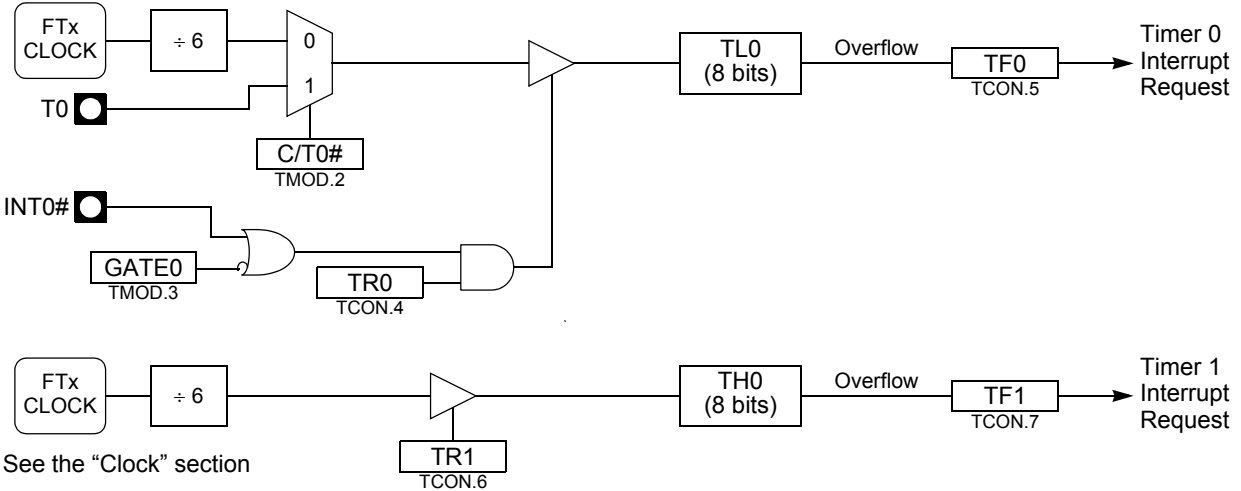 FTx
CLOCK
÷ 6
0
1
T0
C/T0#
TMOD.2
TL0
(8 bits)
Overflow
TF0
TCON.5
Timer 0
Interrupt
Request
INT0#
GATE0
TMOD.3
TR0
TCON.4
FTx
CLOCK
÷ 6
TR1
TCON.6
TH0
(8 bits)
Overflow
TF1
TCON.7
Timer 1
Interrupt
Request
See the “Clock” section